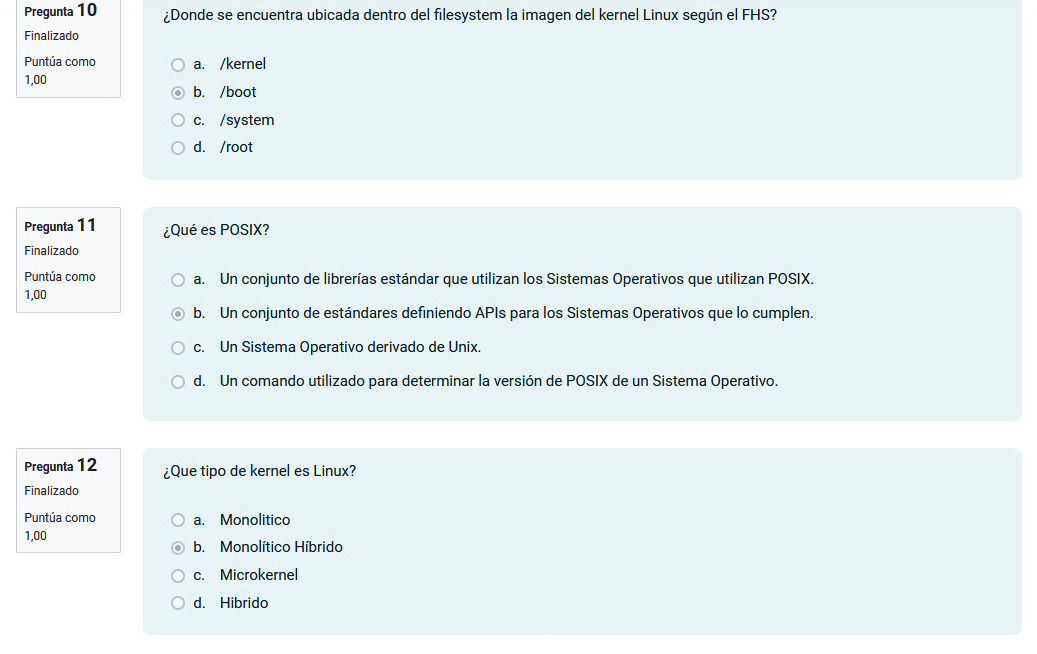 Pregunta 10
Finalizado
Puntúa como
1,00
¿Donde se encuentra ubicada dentro del filesystem la imagen del kernel Linux según el FHS?
a. /kernel
b. /boot
c. /system
d. /root
Pregunta 11
Finalizado
Puntúa como
1,00
¿Qué es POSIX?
a. Un conjunto de librerías estándar que utilizan los Sistemas Operativos que utilizan POSIX.
b. Un conjunto de estándares definiendo APIs para los Sistemas Operativos que lo cumplen.
c. Un Sistema Operativo derivado de Unix.
d. Un comando utilizado para determinar la versión de POSIX de un Sistema Operativo.
Pregunta 12
Finalizado
Puntúa como
1,00
¿Que tipo de kernel es Linux?
a. Monolitico
b. Monolítico Híbrido
c. Microkernel
d. Hibrido